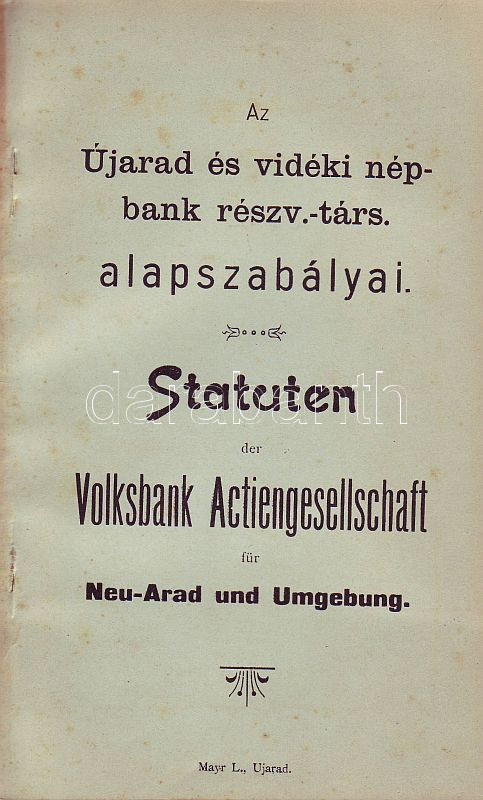 Az
Újarad és vidéki nép-
bank részv.-társ.
alapszabályai.
Statuten
darabanth
der
Volksbank Actiengesellschaft
für
Neu-Arad und Umgebung.
Mayr L., Ujarad.